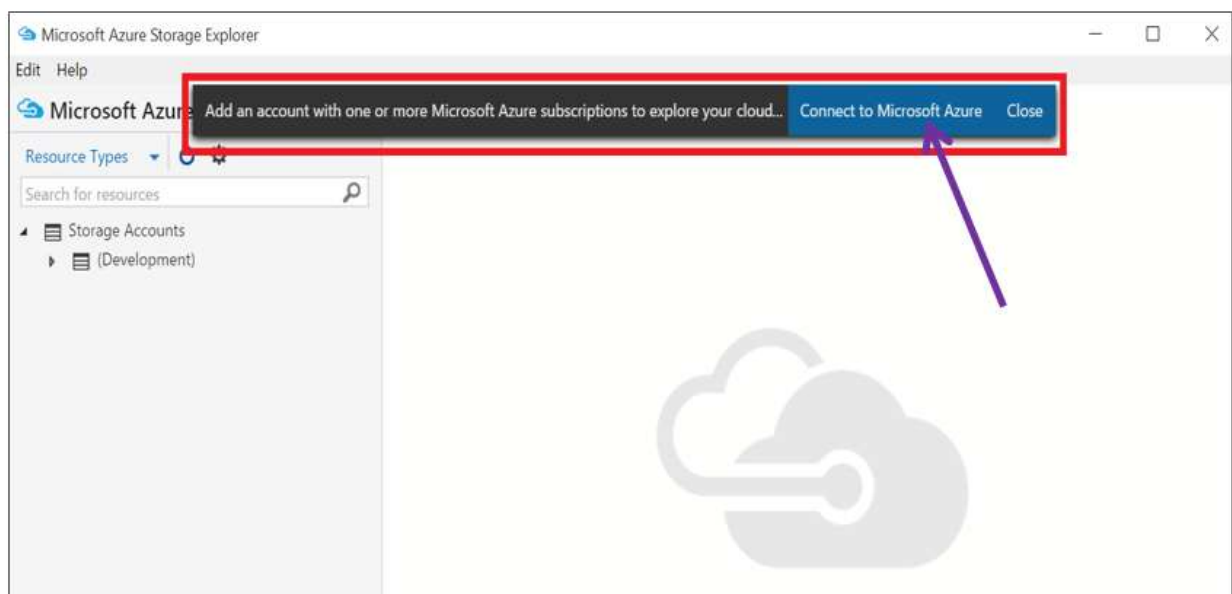 Microsoft Azure Storage Explorer
Edit Help
Microsoft Azure
Add an account with one or more Microsoft Azure subscriptions to explore your cloud... Connect to Microsoft Azure Close
Resource Types
Search for resources
Storage Accounts
(Development)